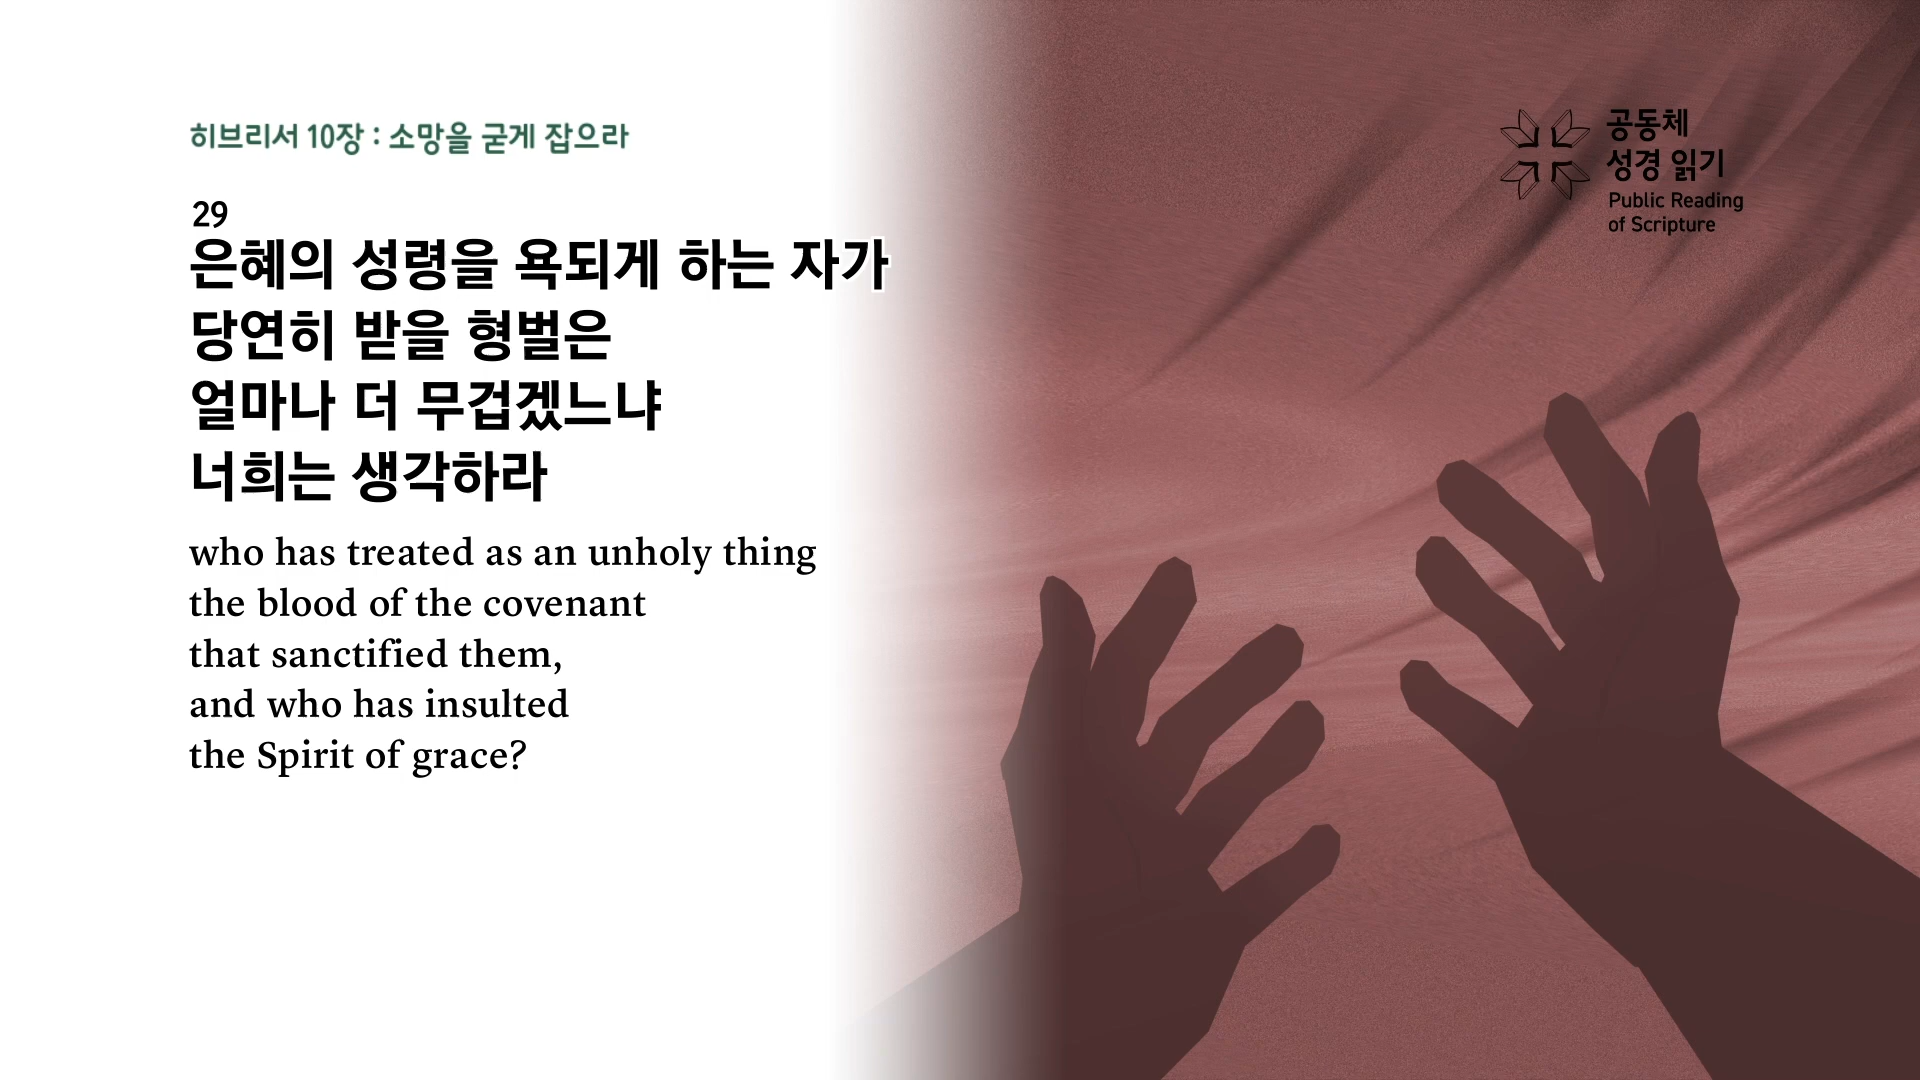 히브리서 10장 : 소망을 굳게 잡으라
29
은혜의 성령을 욕되게 하는 자가
당연히 받을 형벌은
얼마나 더 무겁겠느냐
너희는 생각하라
who has treated as an unholy thing
the blood of the covenant
that sanctified them,
and who has insulted
the Spirit of grace?
공동체
성경 읽기
Public Reading
of Scripture